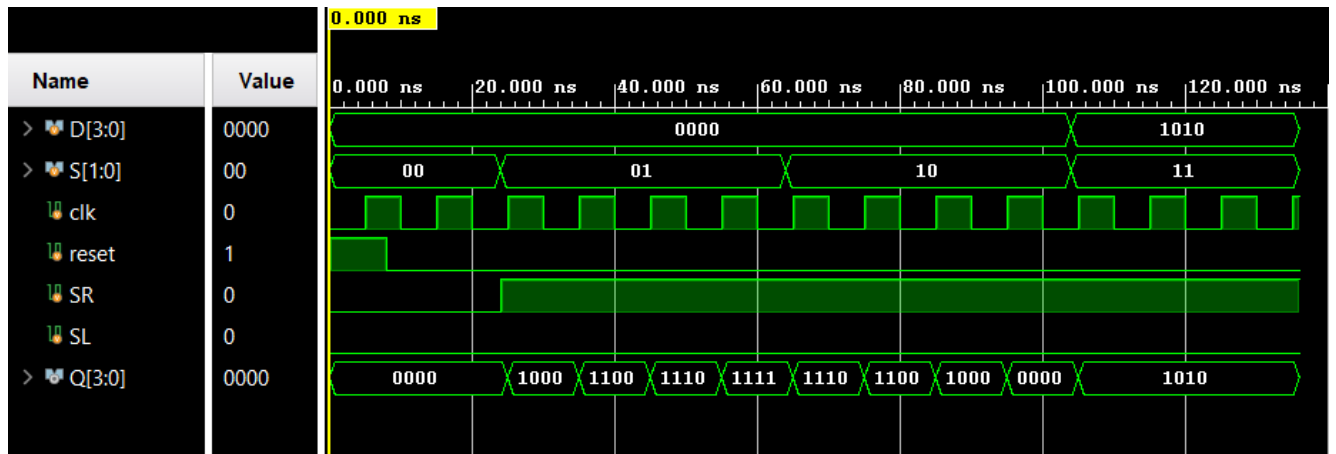 0.000 ns
Name Value 0.000 ns 20.000 ns 40.000 ns 60.000 ns 80.000 ns 100.000 ns 120.000 ns
> D[3:0] 0000 0000 1010
> S[1:0] 00 00 01 10 11
clk 0
reset 1
SR 0
SL 0
> Q[3:0] 0000 0000 1000 1100 1110 1111 1110 1100 1000 0000 1010